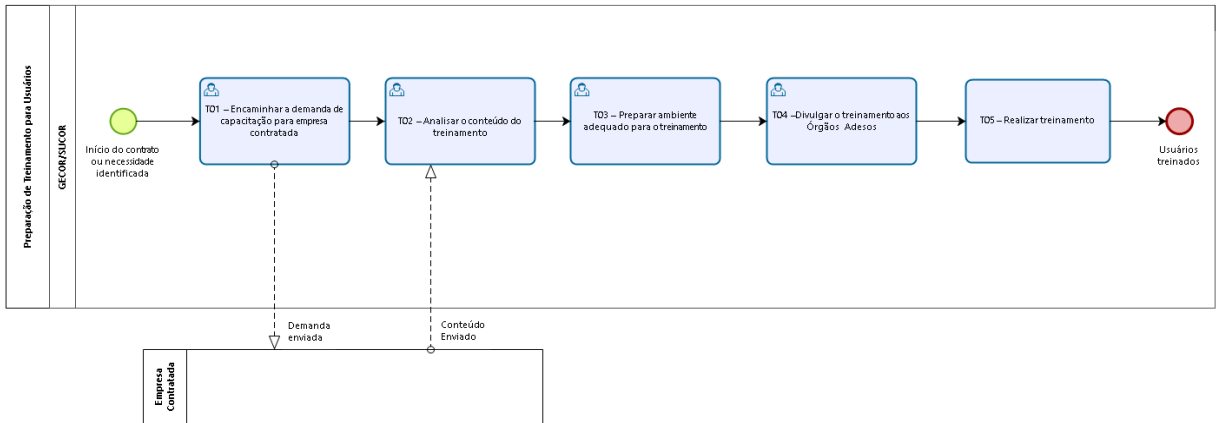 Preparação de Treinamento para Usuários
GECOR/SUCOR
Início do contrato
ou necessidade
identificada
T01 – Encaminhar a demanda de
capacitação para empresa
contratada
T02 – Analisar o conteúdo do
treinamento
T03 – Preparar ambiente
adequado para o treinamento
T04 –Divulgar o treinamento aos
Órgãos Adesos
T05 – Realizar treinamento
Usuários
treinados
Demanda
enviada
Conteúdo
Enviado
Empresa
Contratada